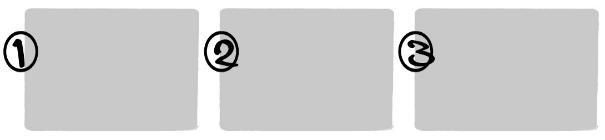 ① ② ③